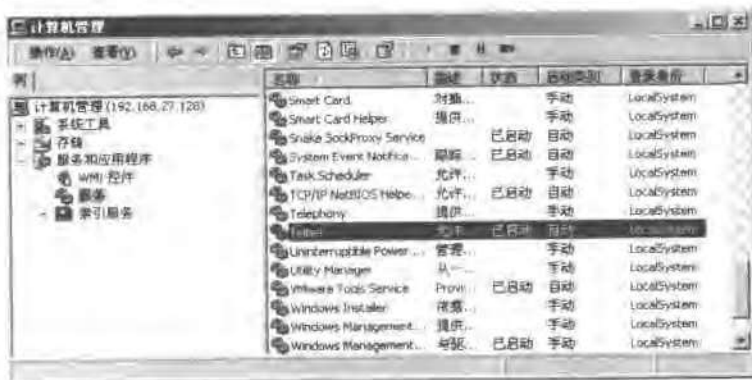 计算机管理
操作(A) 查看(V)
树
计算机管理(192.168.27.128)
系统工具
存储
服务和应用程序
WMI 控件
服务
索引服务
名称 描述 状态 启动类别 登录身份
Smart Card 对插... 手动 LocalSystem
Smart Card Helper 提供... 手动 LocalSystem
Snake SockProxy Service 已启动 自动 LocalSystem
System Event Notifica... 跟踪... 已启动 自动 LocalSystem
Task Scheduler 允许... 手动 LocalSystem
TCP/IP NetBIOS Helpe... 允许... 已启动 自动 LocalSystem
Telephony 提供... 手动 LocalSystem
Telnet 允许... 已启动 自动 LocalSystem
Uninterruptible Power ... 管理... 手动 LocalSystem
Utility Manager 从一... 手动 LocalSystem
VMware Tools Service Provi... 已启动 自动 LocalSystem
Windows Installer 依据... 手动 LocalSystem
Windows Management... 提供... 手动 LocalSystem
Windows Management... 与驱... 已启动 手动 LocalSystem